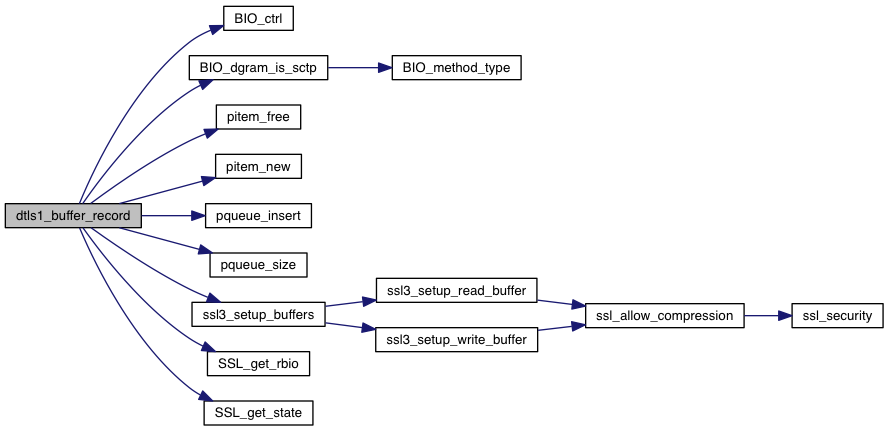 BIO_ctrl
BIO_dgram_is_sctp
BIO_method_type
pitem_free
pitem_new
dtls1_buffer_record
pqueue_insert
pqueue_size
ssl3_setup_buffers
ssl3_setup_read_buffer
ssl3_setup_write_buffer
ssl_allow_compression
ssl_security
SSL_get_rbio
SSL_get_state